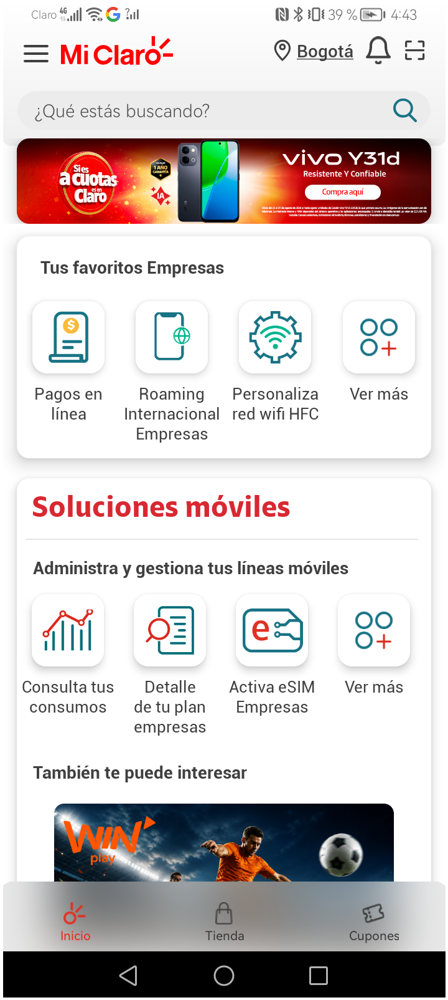 Claro 4G 39 % 4:43
Mi Claro
Bogotá
¿Qué estás buscando?
Si es
a cuotas
es en
Claro
1 AÑO
GARANTÍA
IA
vivo Y31d
Resistente Y Confiable
Compra aquí
Tus favoritos Empresas
Pagos en
línea
Roaming
Internacional
Empresas
Personaliza
red wifi HFC
Ver más
Soluciones móviles
Administra y gestiona tus líneas móviles
Consulta tus
consumos
Detalle
de tu plan
empresas
Activa eSIM
Empresas
Ver más
También te puede interesar
WIN
play
Inicio
Tienda
Cupones